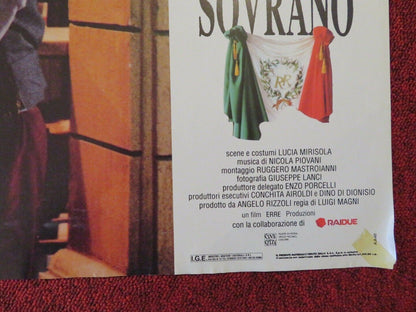 SOVRANO
RR
scene e costumi LUCIA MIRISOLA
musica di NICOLA PIOVANI
montaggio RUGGERO MASTROIANNI
fotografia GIUSEPPE LANCI
produttore delegato ENZO PORCELLI
produttori esecutivi CONCHITA AIROLDI e DINO DI DIONISIO
prodotto da ANGELO RIZZOLI regia di LUIGI MAGNI
un film ERRE Produzioni
con la collaborazione di RAIDUE
I.G.E.